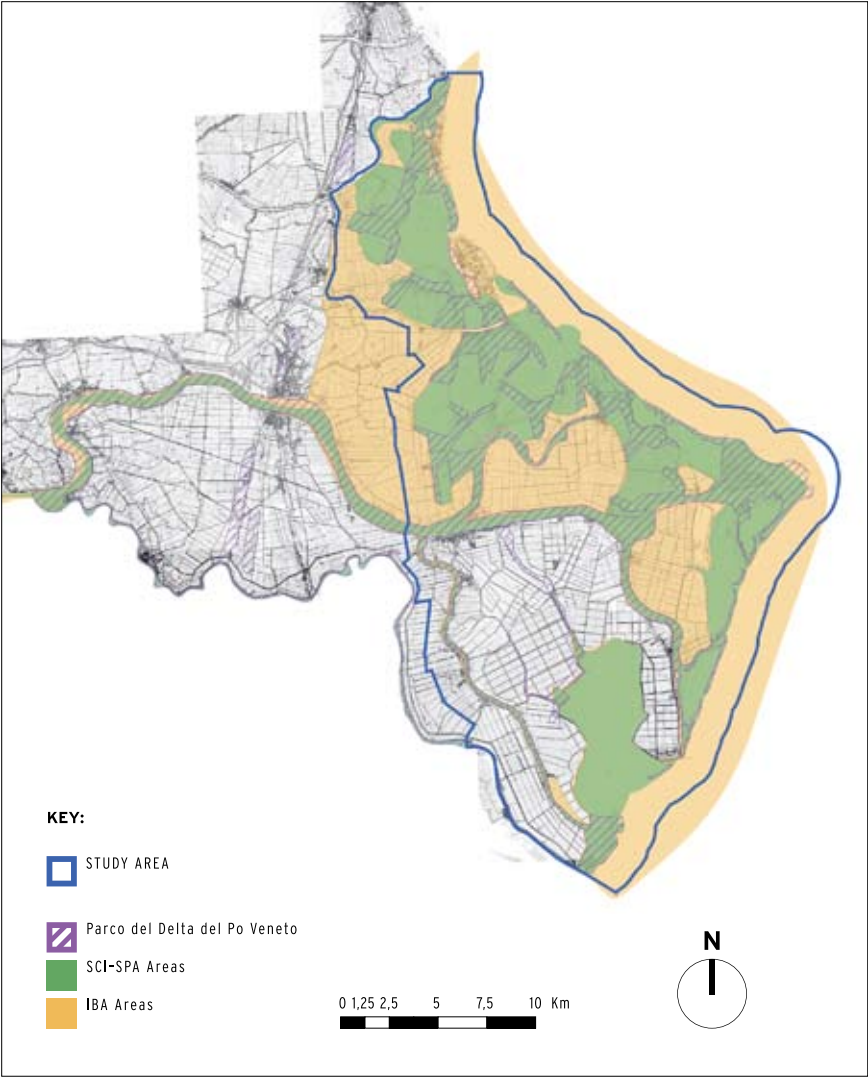 KEY:
STUDY AREA
Parco del Delta del Po Veneto
SCI-SPA Areas
IBA Areas
0 1,25 2,5 5 7,5 10 Km
N